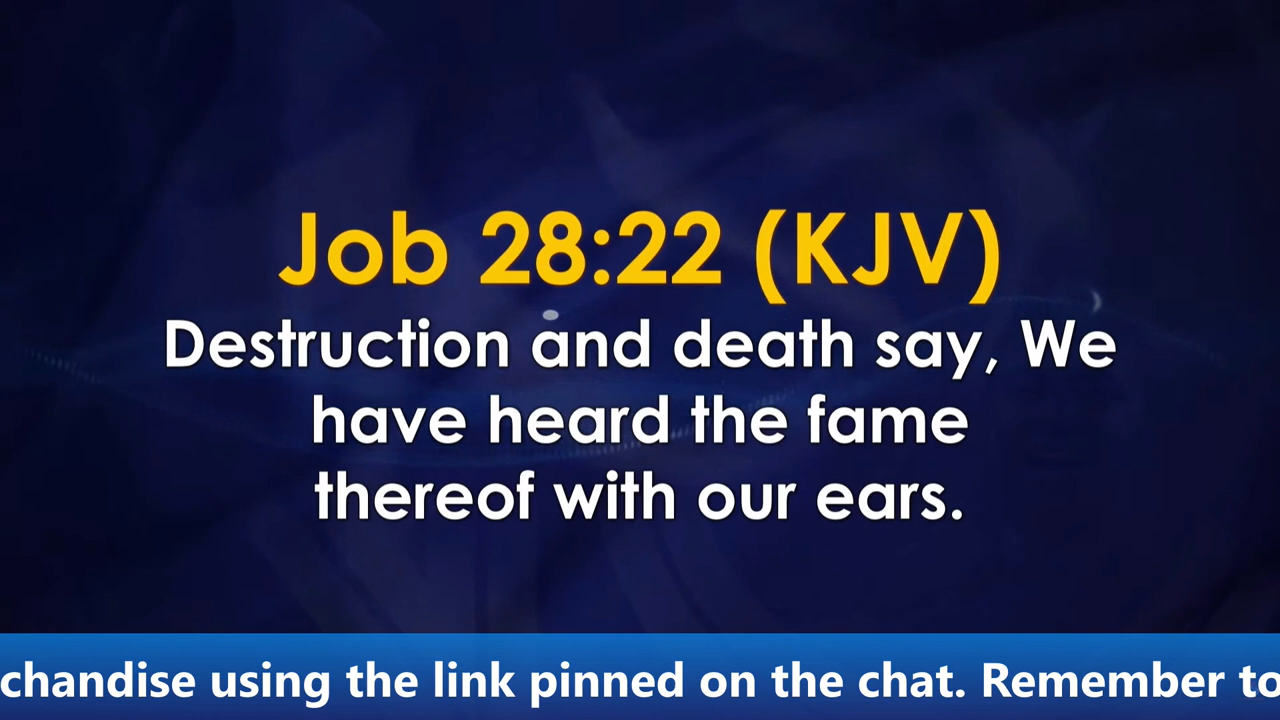 Job 28:22 (KJV)
Destruction and death say, We
have heard the fame
thereof with our ears.
chandise using the link pinned on the chat. Remember to